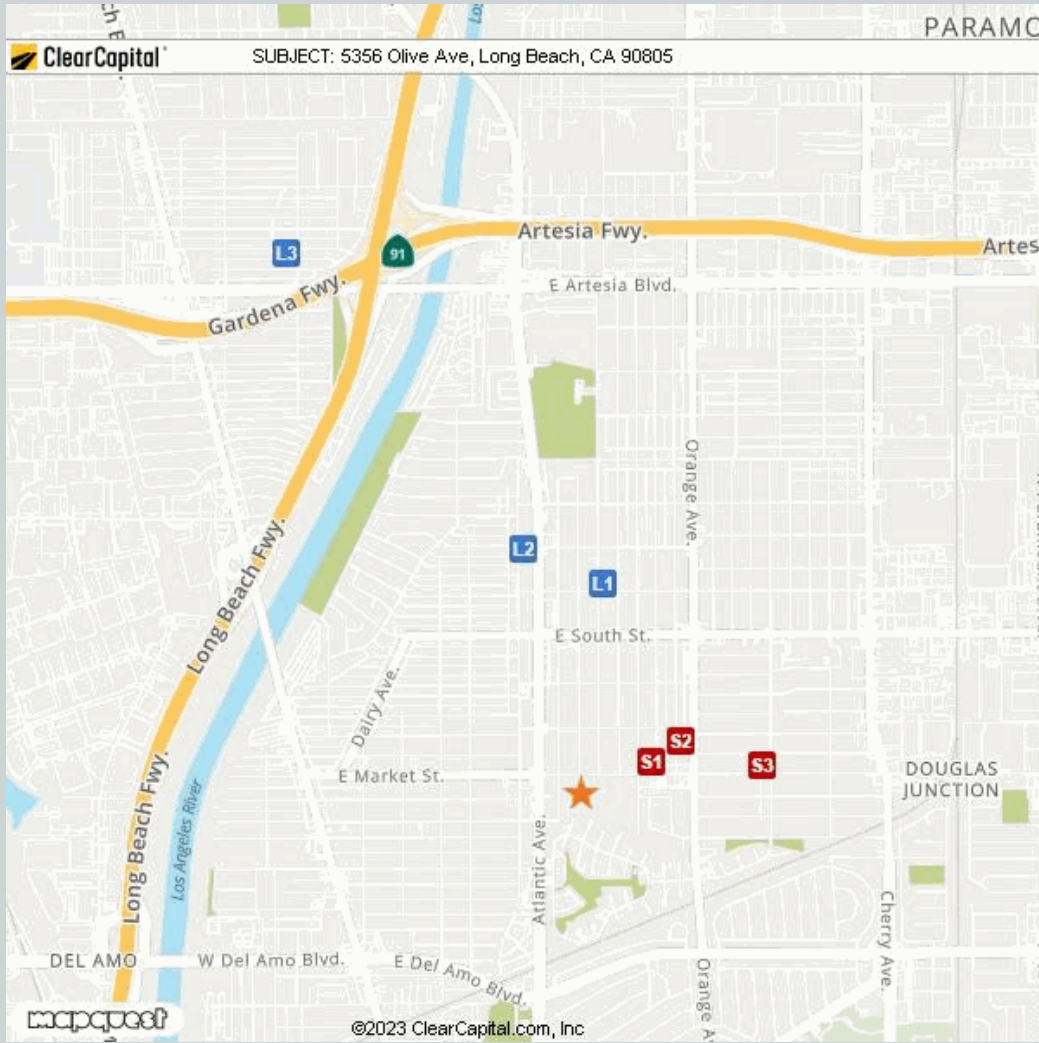 PARAMO
ClearCapital
SUBJECT: 5356 Olive Ave, Long Beach, CA 90805
Artesia Fwy.
Artes
L3
91
E Artesia Blvd.
Gardena Fwy.
Orange Ave.
Long Beach Fwy.
L2
L1
E South St.
Dairy Ave.
S2
S1
S3
E Market St.
DOUGLAS
JUNCTION
Long Beach Fwy.
Los Angeles River
Atlantic Ave.
Cherry Ave.
DEL AMO
W Del Amo Blvd.
E Del Amo Blvd.
Orange A
mapquest
©2023 ClearCapital.com, Inc